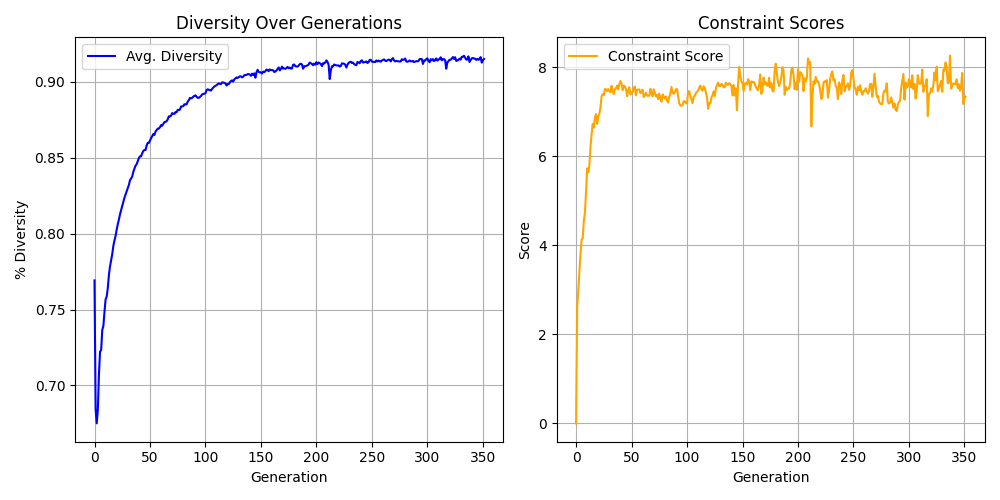 Diversity Over Generations
Avg. Diversity
% Diversity
0.90
0.85
0.80
0.75
0.70
0 50 100 150 200 250 300 350
Generation
Constraint Scores
Constraint Score
Score
8
6
4
2
0
0 50 100 150 200 250 300 350
Generation